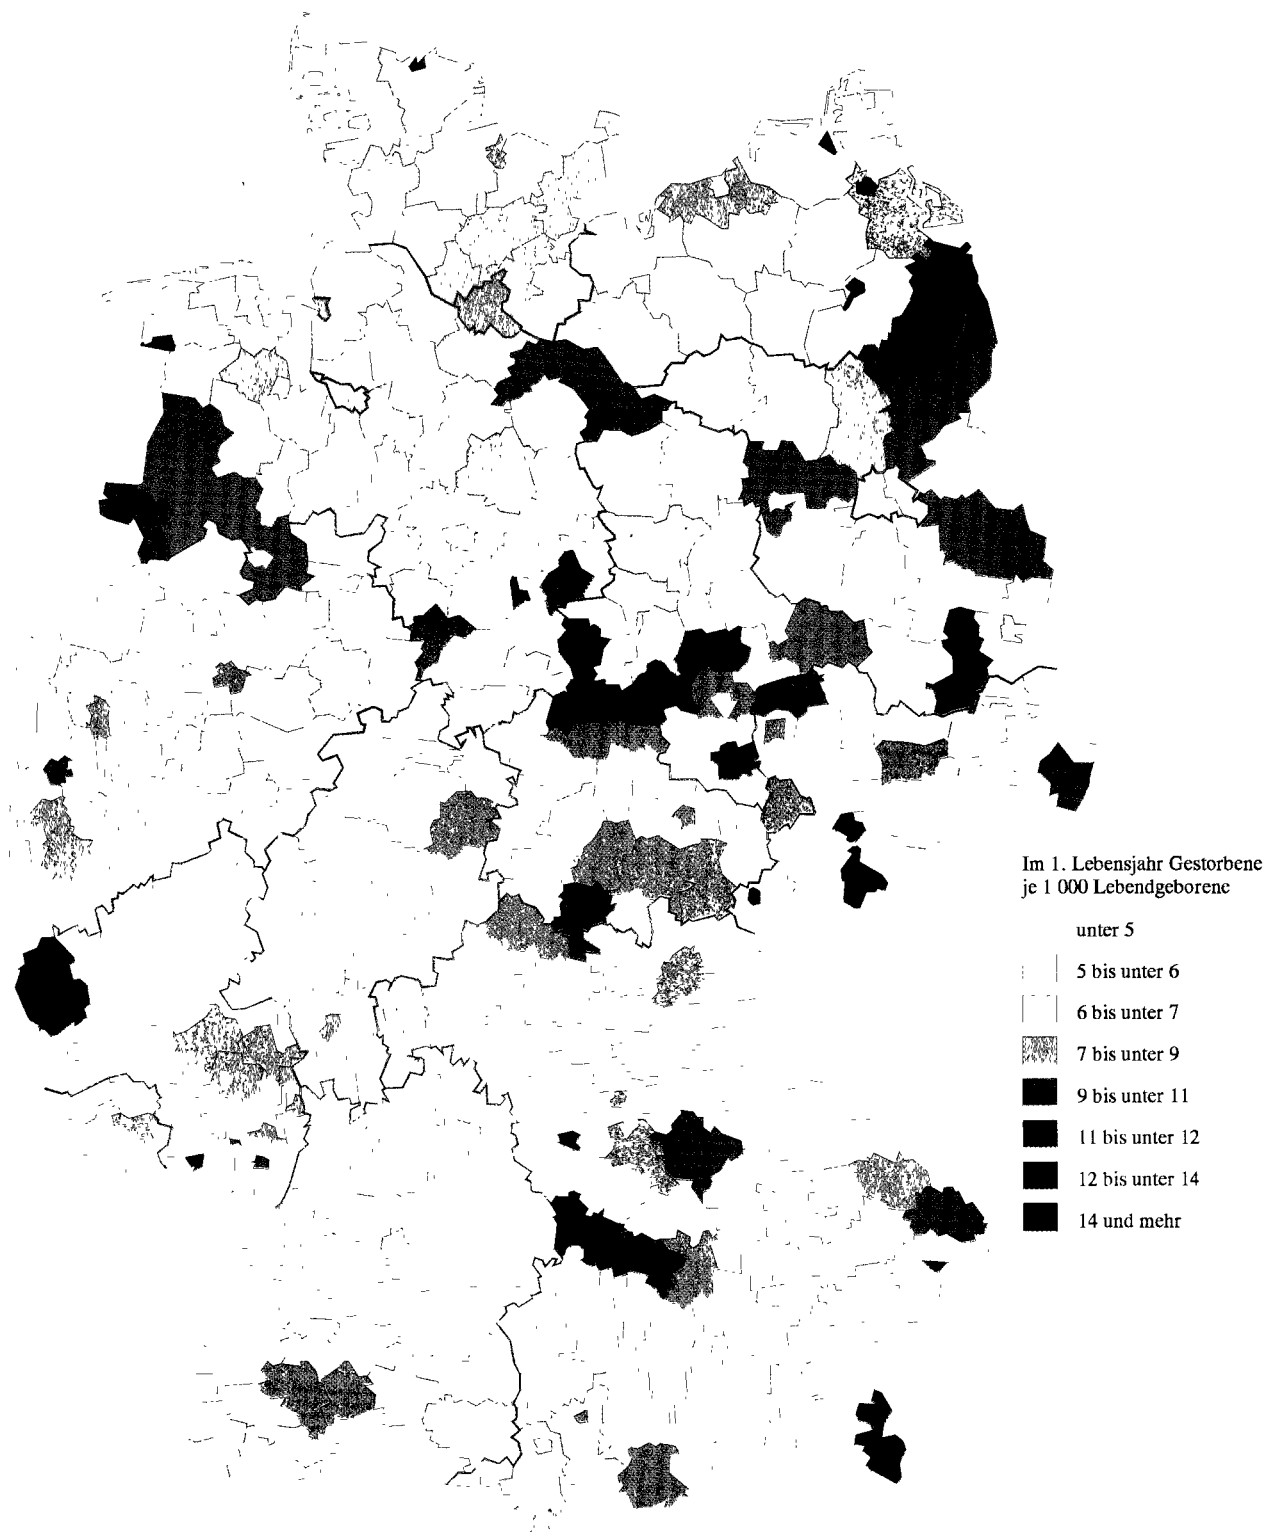 Im 1. Lebensjahr Gestorbene
je 1 000 Lebendgeborene
unter 5
5 bis unter 6
6 bis unter 7
7 bis unter 9
9 bis unter 11
11 bis unter 12
12 bis unter 14
14 und mehr